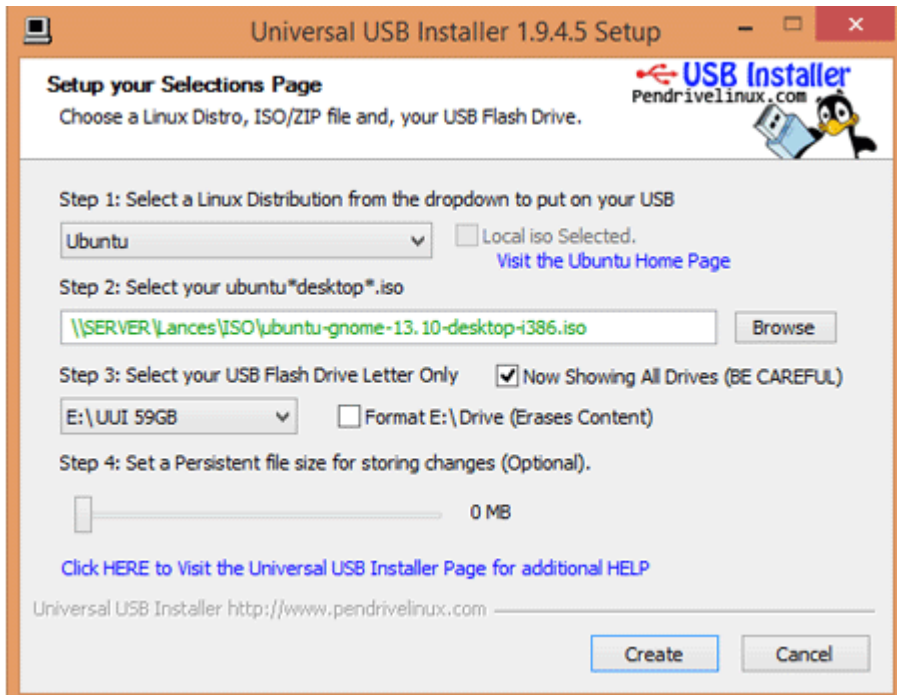 Universal USB Installer 1.9.4.5 Setup
Setup your Selections Page
Choose a Linux Distro, ISO/ZIP file and, your USB Flash Drive.
USB Installer
Pendrivelinux.com
Step 1: Select a Linux Distribution from the dropdown to put on your USB
Ubuntu
Local iso Selected.
Visit the Ubuntu Home Page
Step 2: Select your ubuntu*desktop*.iso
\\SERVER\Lances\ISO\ubuntu-gnome-13.10-desktop-i386.iso
Browse
Step 3: Select your USB Flash Drive Letter Only
Now Showing All Drives (BE CAREFUL)
E:\UUI 59GB
Format E:\Drive (Erases Content)
Step 4: Set a Persistent file size for storing changes (Optional).
0 MB
Click HERE to Visit the Universal USB Installer Page for additional HELP
Universal USB Installer http://www.pendrivelinux.com
Create
Cancel